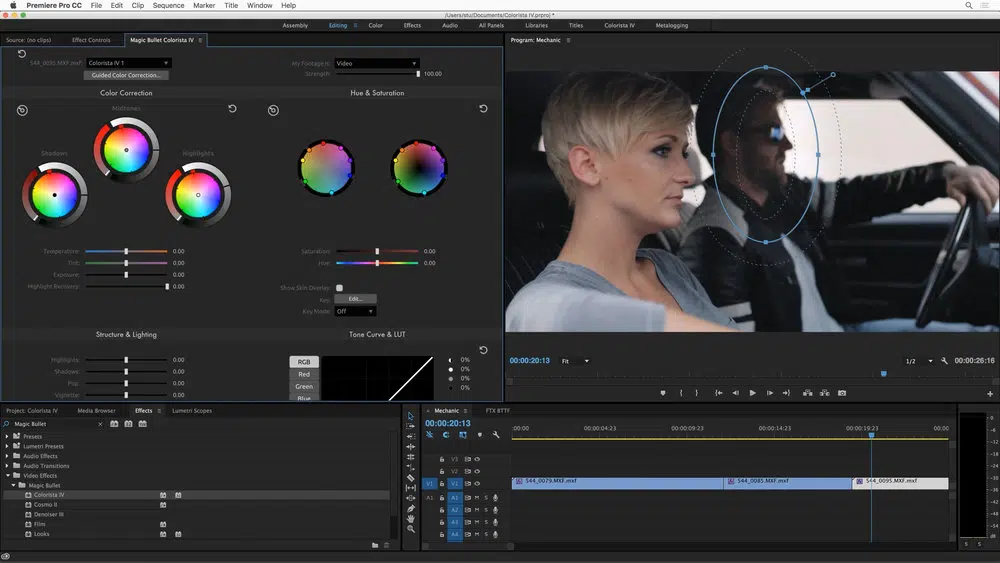 Premiere Pro CC File Edit Clip Sequence Marker Title Window Help
/Users/stu/Documents/Colorista IV.prproj *
Assembly Editing Color Effects Audio All Panels Libraries Titles Colorista IV Metalogging
Source: (no clips) Effect Controls Magic Bullet Colorista IV
Program: Mechanic
S44_0095.MXF.mxf Colorista IV 1
My Footage Is: Video
Guided Color Correction...
Strength: 100.00
Color Correction
Hue & Saturation
Midtones
Shadows
Highlights
Temperature: 0.00
Tint: 0.00
Exposure: 0.00
Highlight Recovery: 0.00
Saturation: 0.00
Hue: 0.00
Show Skin Overlay:
Key: Edit...
Key Mode: Off
Structure & Lighting
Tone Curve & LUT
Highlights: 0.00
Shadows: 0.00
Pop: 0.00
Vignette: 0.00
RGB
Red
Green
Blue
0%
0%
0%
0%
00:00:20:13 Fit 1/2 00:00:26:16
Project: Colorista IV Media Browser Effects Lumetri Scopes
Magic Bullet
Presets
Lumetri Presets
Audio Effects
Audio Transitions
Video Effects
Magic Bullet
Colorista IV
Cosmo II
Denoiser III
Film
Looks
Mechanic FTX BTTF
00:00:20:13
:00:00 00:00:04:23 00:00:09:23 00:00:14:23 00:00:19:23 00:00
V3
V2
V1 V1
A1 A1 M S
A2 M S
A3 M S
A4 M S
S44_0079.MXF.mxf S44_0085.MXF.mxf S44_0095.MXF.mxf
0
-6
-12
-18
-24
-30
-36
-42
-48
-54
dB
S S